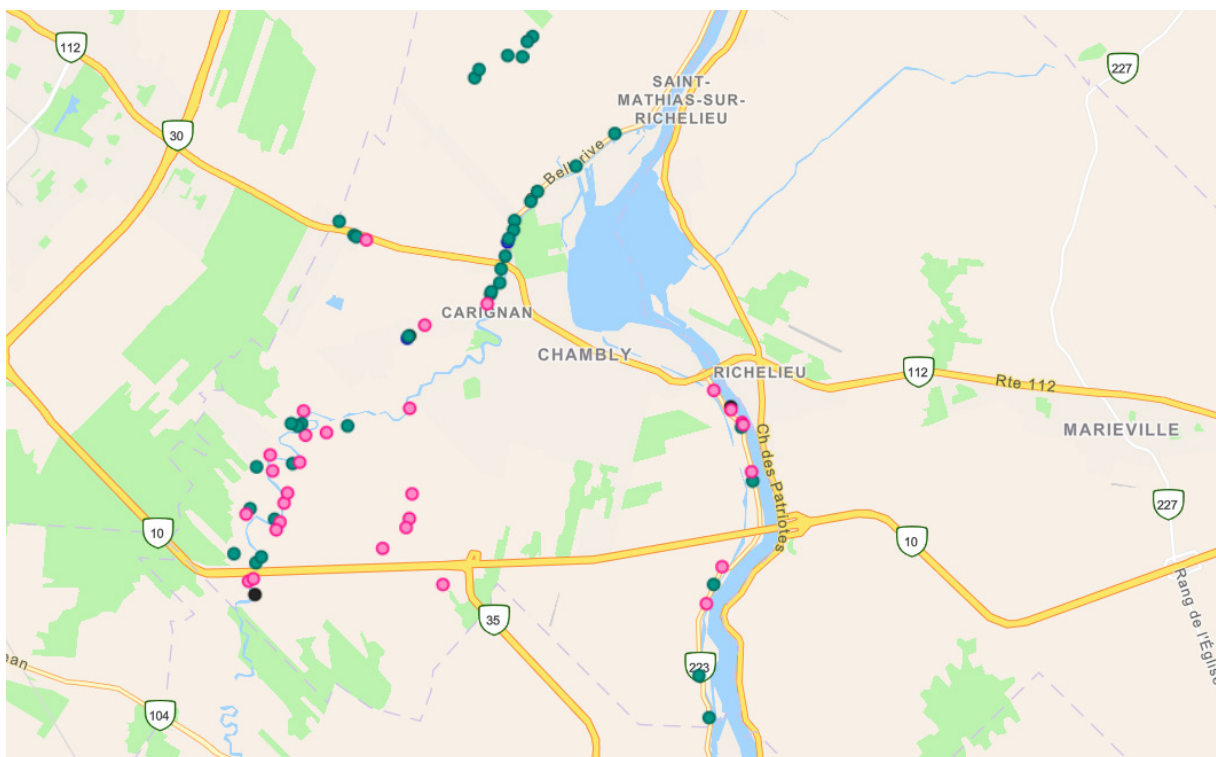 112
227
SAINT-
MATHIAS-SUR-
RICHELIEU
30
Bellerive
CARIGNAN
CHAMBLY
RICHELIEU
112
Rte 112
MARIEVILLE
Ch des Patriotes
227
10
10
35
Rang de l'Église
223
104